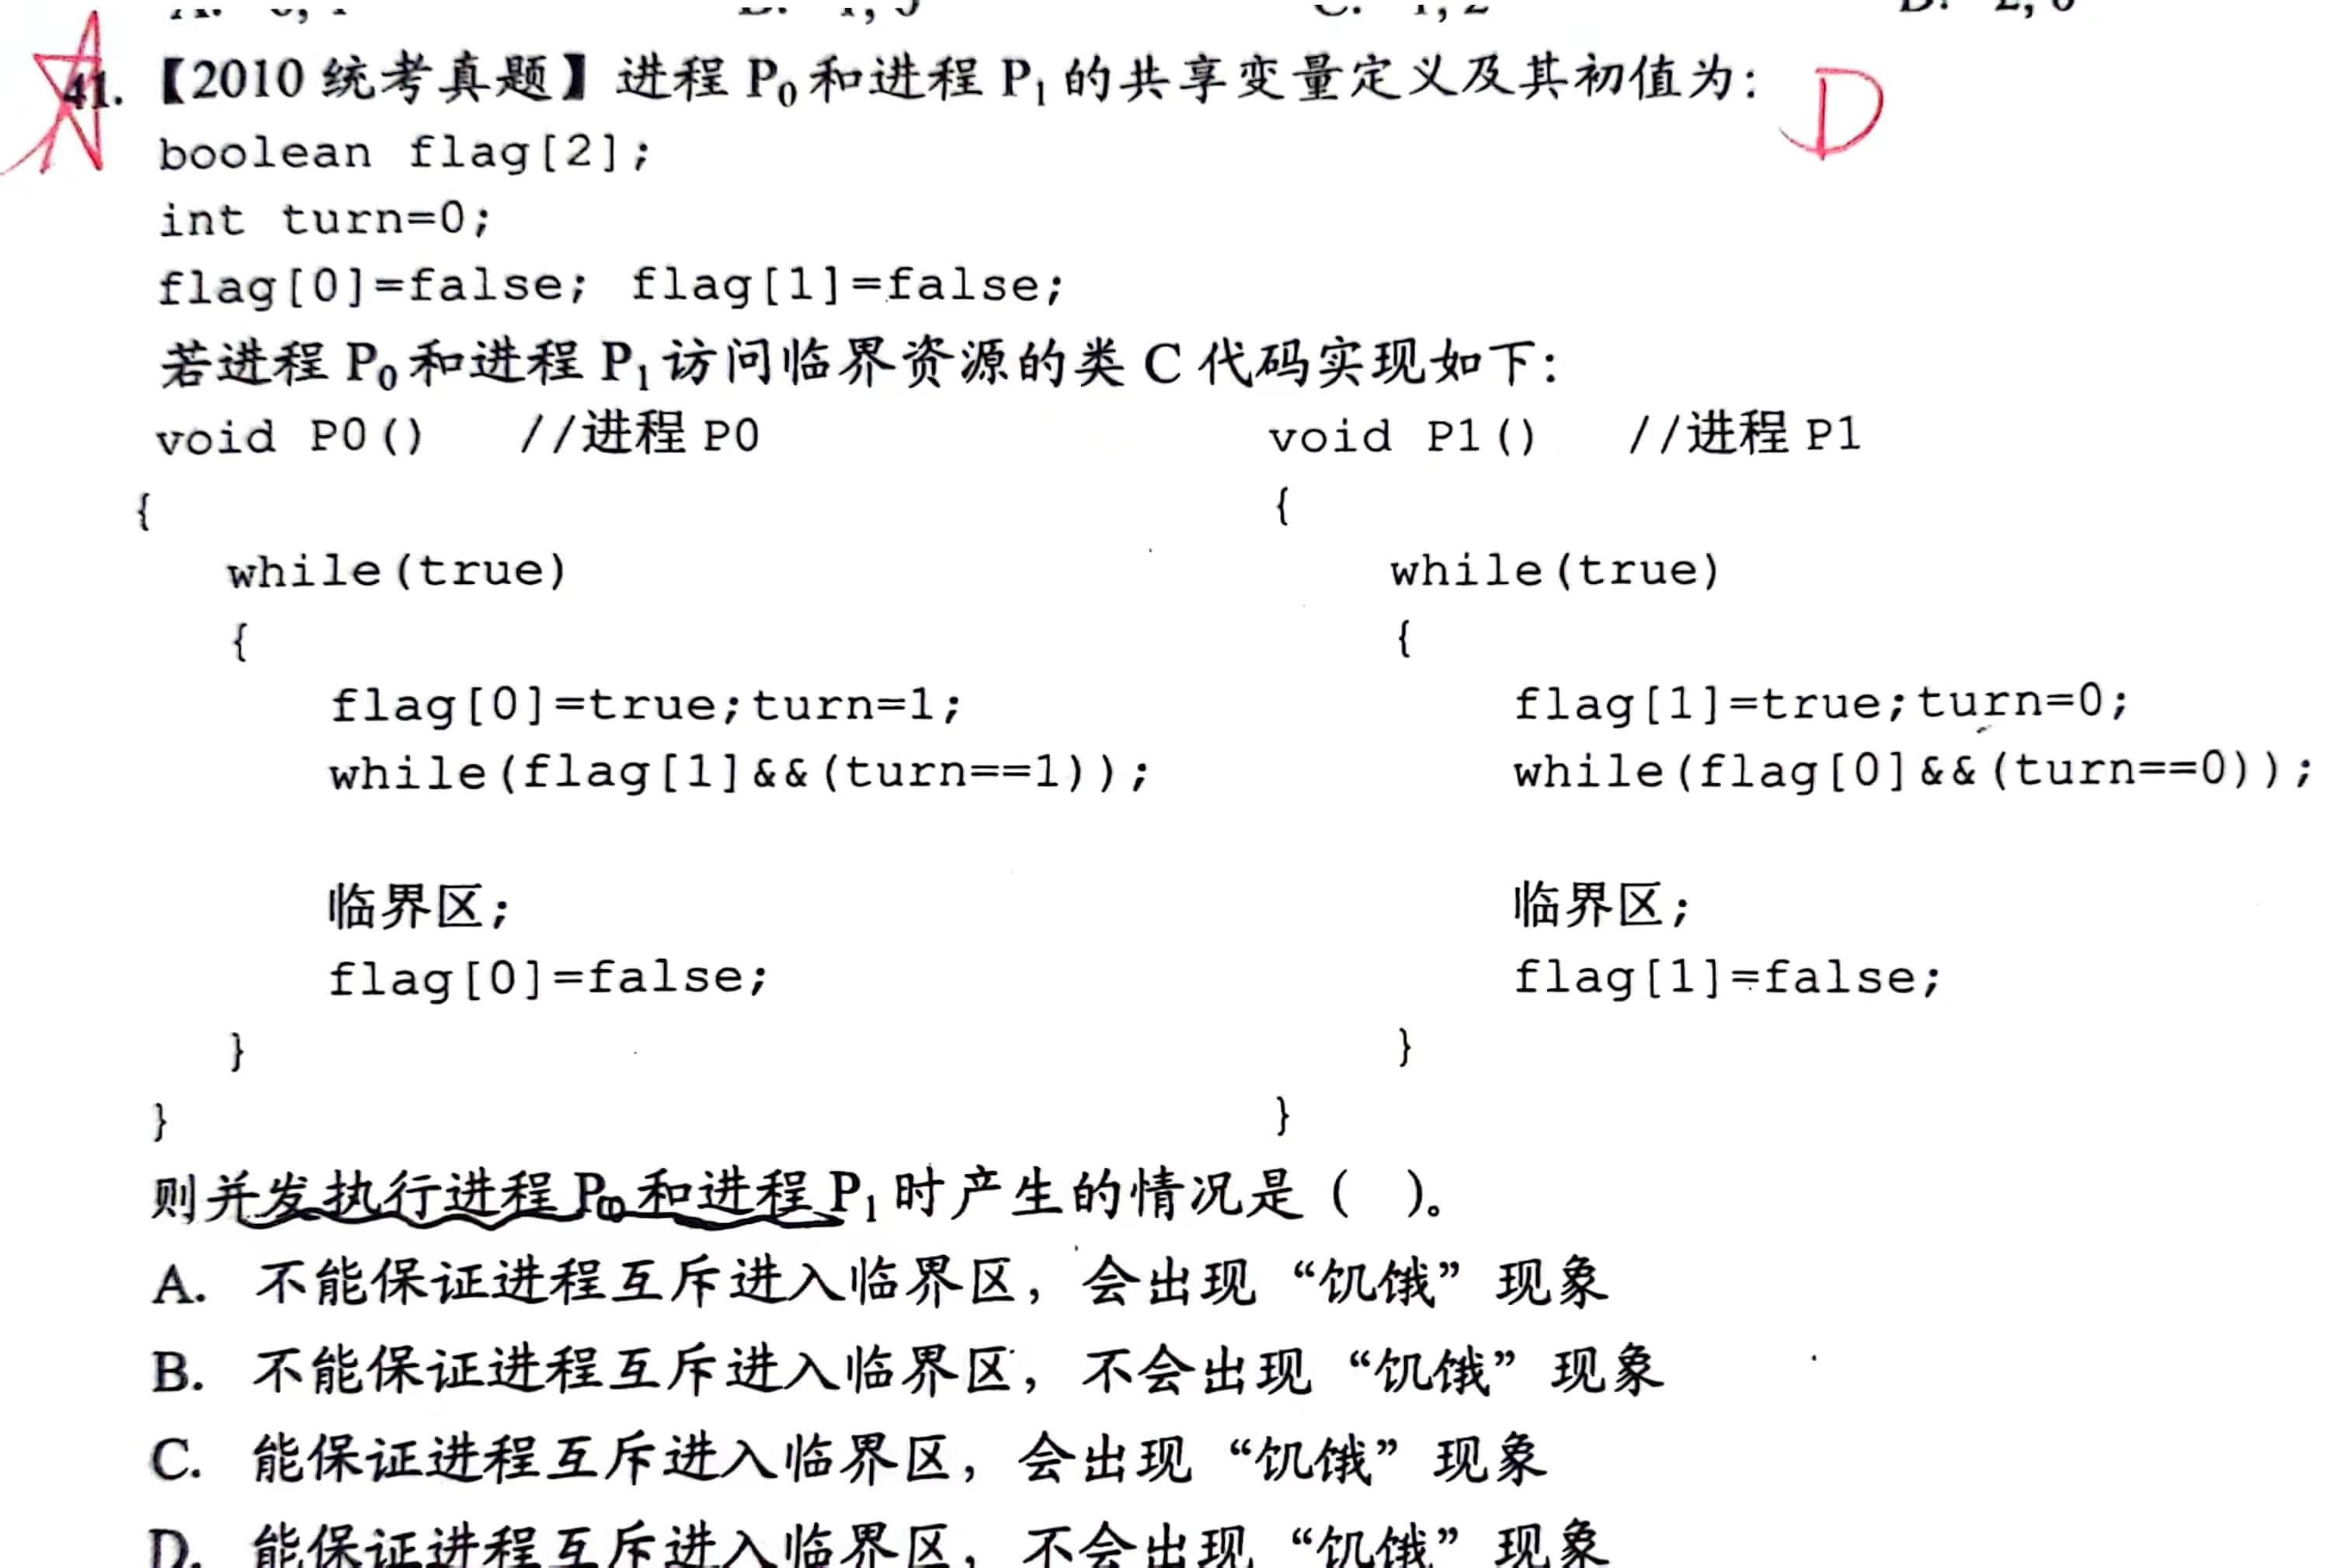 41.【2010 统考真题】进程 P0 和进程 P1 的共享变量定义及其初值为: D
boolean flag[2];
int turn=0;
flag[0]=false; flag[1]=false;
若进程 P0 和进程 P1 访问临界资源的类 C 代码实现如下:
void P0() //进程 P0 void P1() //进程 P1
{ {
while(true) while(true)
{ {
flag[0]=true;turn=1; flag[1]=true;turn=0;
while(flag[1]&&(turn==1)); while(flag[0]&&(turn==0));
临界区; 临界区;
flag[0]=false; flag[1]=false;
} }
} }
则并发执行进程 P0 和进程 P1 时产生的情况是 ( )。
A. 不能保证进程互斥进入临界区, 会出现 “饥饿” 现象
B. 不能保证进程互斥进入临界区, 不会出现 “饥饿” 现象
C. 能保证进程互斥进入临界区, 会出现 “饥饿” 现象
D. 能保证进程互斥进入临界区, 不会出现 “饥饿” 现象